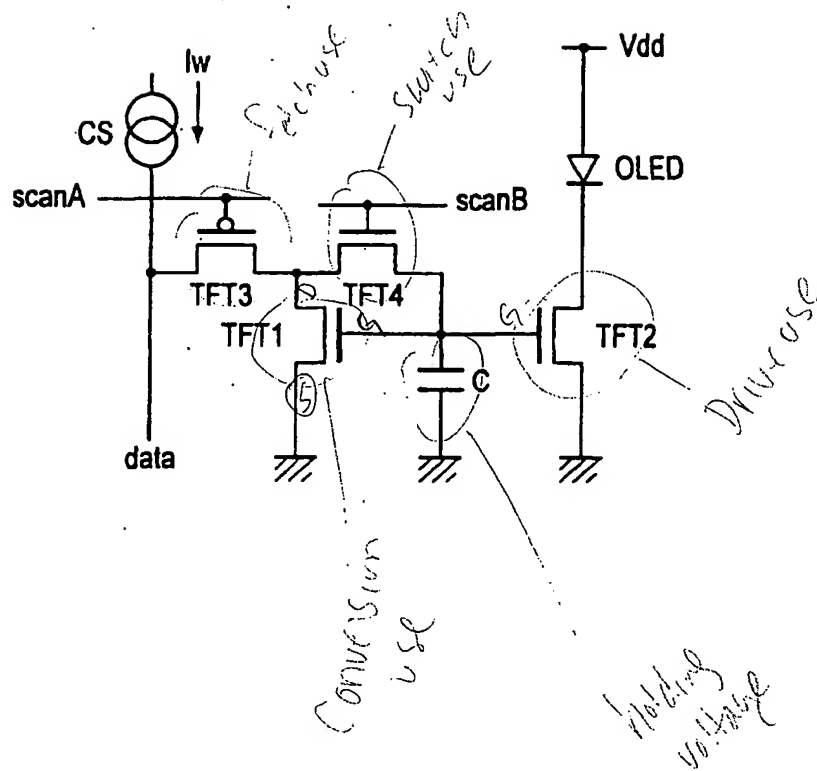 Iw
Vdd
CS
switch
use
OLED
scanA
scanB
TFT3
TFT4
D
TFT1
G
G
TFT2
C
S
data
Drive use
Conversion
use
holding
voltage